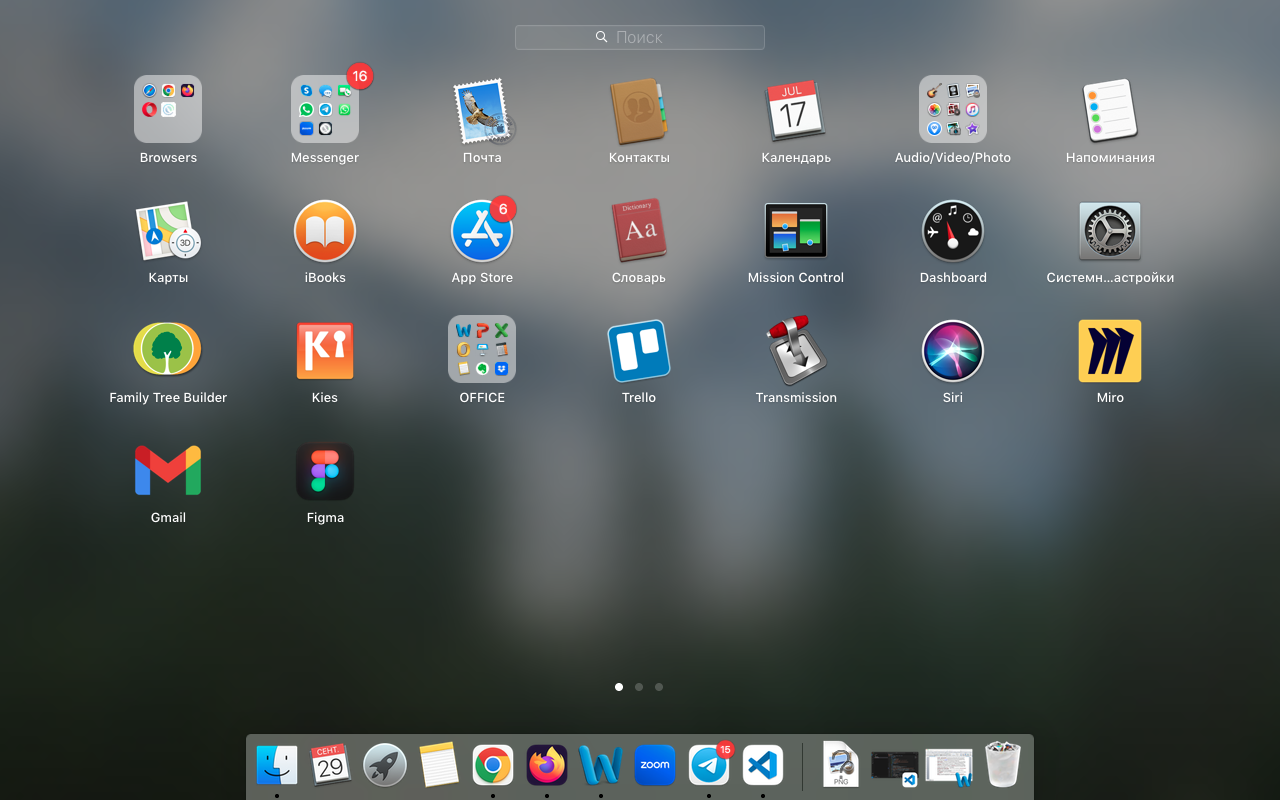 Поиск
Browsers
16
Messenger
Почта
Контакты
JUL
17
Календарь
Audio/Video/Photo
Напоминания
3D
Карты
iBooks
6
App Store
Dictionary
Aa
Словарь
Mission Control
@
Dashboard
Системн...астройки
Family Tree Builder
Ki
Kies
OFFICE
Trello
Transmission
Siri
Miro
Gmail
Figma
СЕНТ.
29
zoom
15
PNG